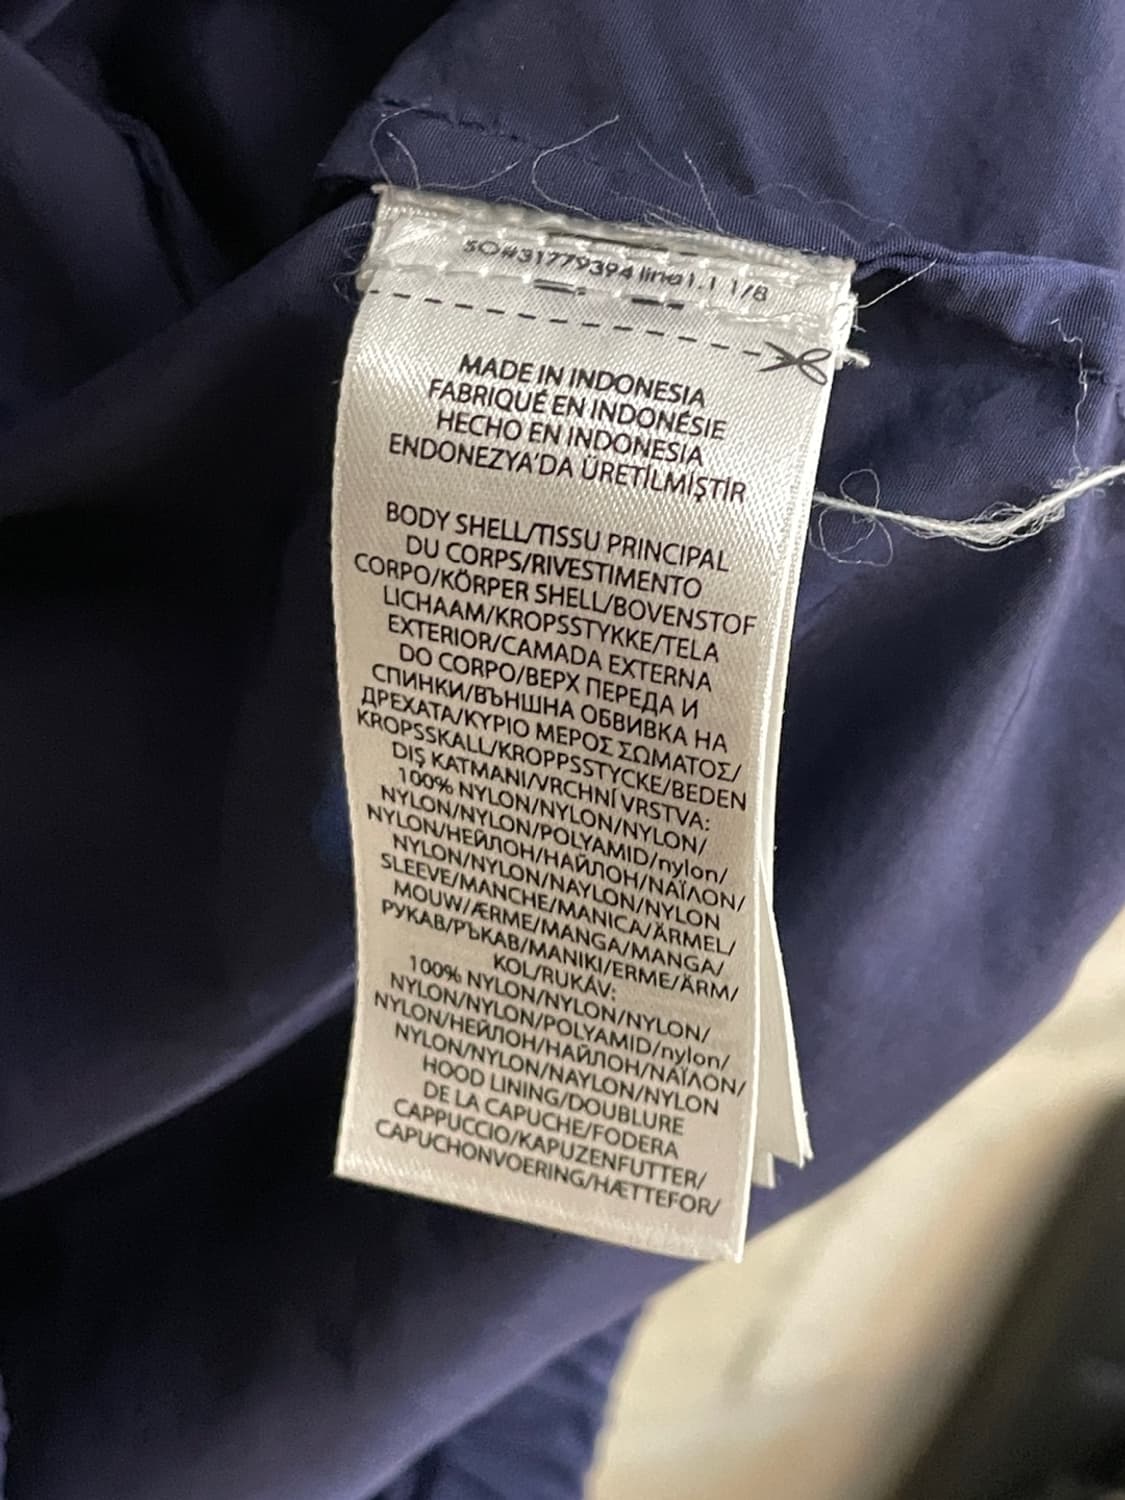 SO#31779394 line1.1 1/8
MADE IN INDONESIA
FABRIQUÉ EN INDONÉSIE
HECHO EN INDONESIA
ENDONEZYA'DA ÜRETİLMİŞTİR
BODY SHELL/TISSU PRINCIPAL
DU CORPS/RIVESTIMENTO
CORPO/KÖRPER SHELL/BOVENSTOF
LICHAAM/KROPSSTYKKE/TELA
EXTERIOR/CAMADA EXTERNA
DO CORPO/ВЕРХ ПЕРЕДА И
СПИНКИ/ВЪНШНА ОБВИВКА НА
ДРЕХАТА/ΚΥΡΙΟ ΜΕΡΟΣ ΣΩΜΑΤΟΣ/
KROPSSKALL/KROPPSSTYCKE/BEDEN
DIŞ KATMANI/VRCHNÍ VRSTVA:
100% NYLON/NYLON/NYLON/
NYLON/NYLON/POLYAMID/nylon/
NYLON/НЕЙЛОН/НАЙЛОН/ΝΑΪΛΟΝ/
NYLON/NYLON/NAYLON/NYLON
SLEEVE/MANCHE/MANICA/ÄRMEL/
MOUW/ÆRME/MANGA/MANGA/
РУКАВ/РЪКАВ/ΜΑΝΙΚΙ/ERME/ÄRM/
KOL/RUKÁV:
100% NYLON/NYLON/NYLON/
NYLON/NYLON/POLYAMID/nylon/
NYLON/НЕЙЛОН/НАЙЛОН/ΝΑΪΛΟΝ/
NYLON/NYLON/NAYLON/NYLON
HOOD LINING/DOUBLURE
DE LA CAPUCHE/FODERA
CAPPUCCIO/KAPUZENFUTTER/
CAPUCHONVOERING/HÆTTEFOR/